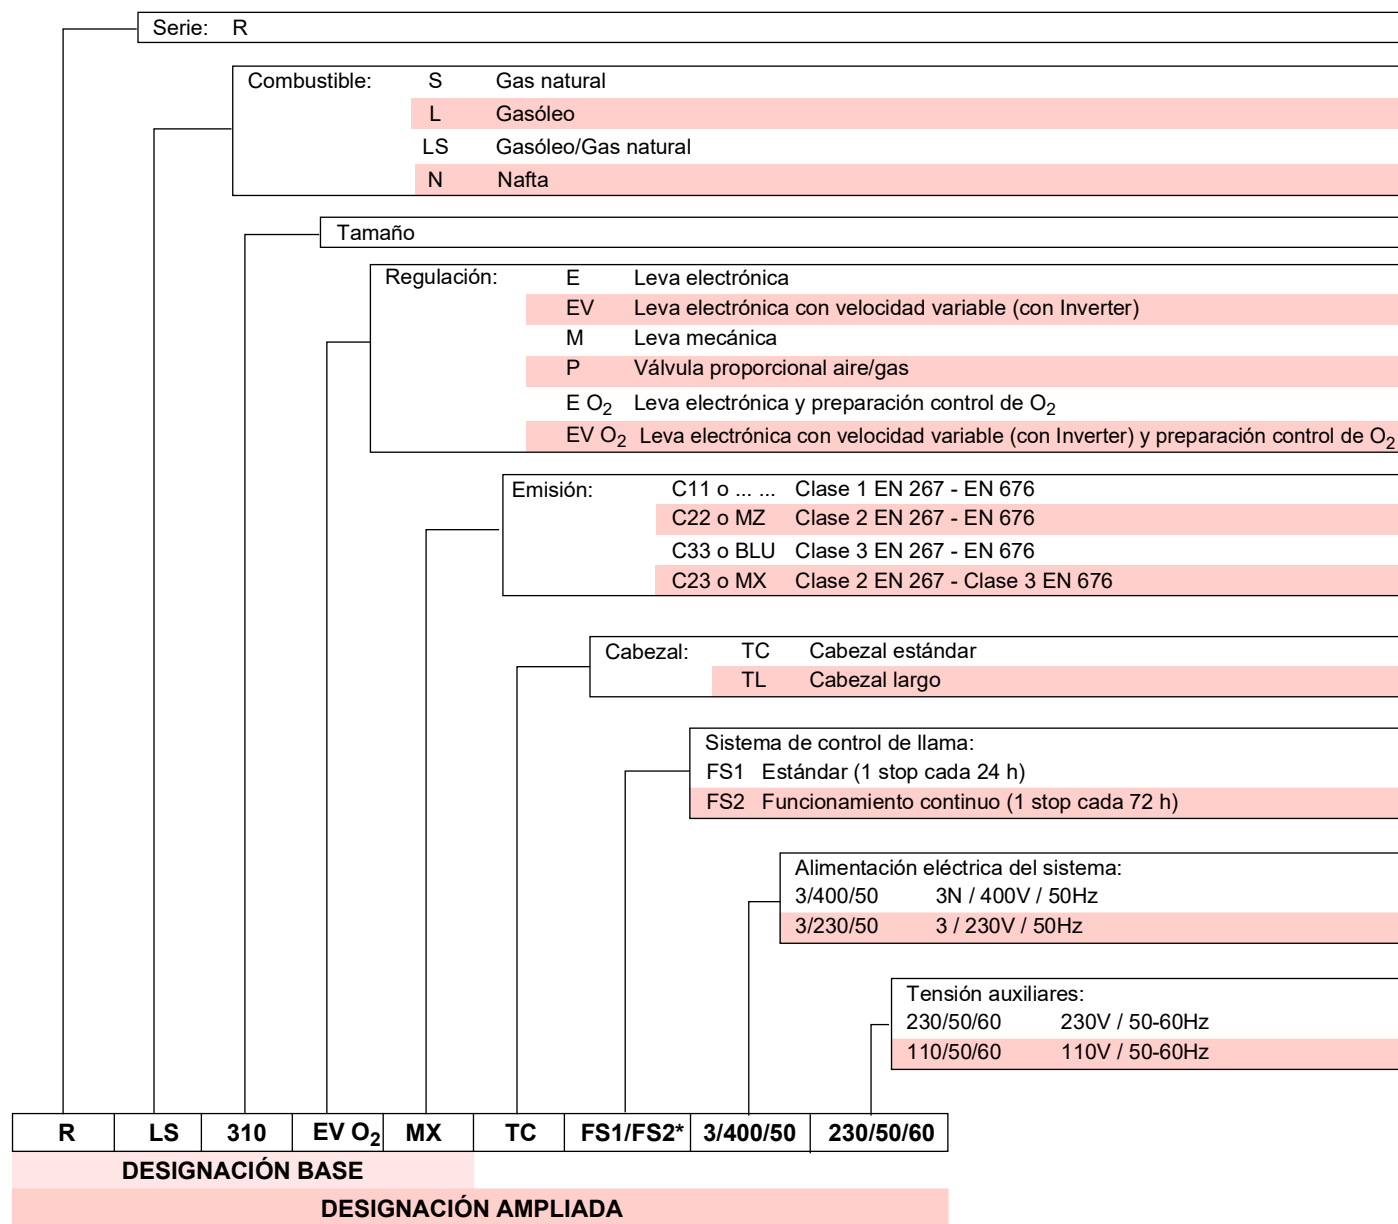 Serie: R
Combustible: S Gas natural
L Gasóleo
LS Gasóleo/Gas natural
N Nafta
Tamaño
Regulación: E Leva electrónica
EV Leva electrónica con velocidad variable (con Inverter)
M Leva mecánica
P Válvula proporcional aire/gas
E O2 Leva electrónica y preparación control de O2
EV O2 Leva electrónica con velocidad variable (con Inverter) y preparación control de O2
Emisión: C11 o ... ... Clase 1 EN 267 - EN 676
C22 o MZ Clase 2 EN 267 - EN 676
C33 o BLU Clase 3 EN 267 - EN 676
C23 o MX Clase 2 EN 267 - Clase 3 EN 676
Cabezal: TC Cabezal estándar
TL Cabezal largo
Sistema de control de llama:
FS1 Estándar (1 stop cada 24 h)
FS2 Funcionamiento continuo (1 stop cada 72 h)
Alimentación eléctrica del sistema:
3/400/50 3N / 400V / 50Hz
3/230/50 3 / 230V / 50Hz
Tensión auxiliares:
230/50/60 230V / 50-60Hz
110/50/60 110V / 50-60Hz
R LS 310 EV O2 MX TC FS1/FS2* 3/400/50 230/50/60
DESIGNACIÓN BASE
DESIGNACIÓN AMPLIADA